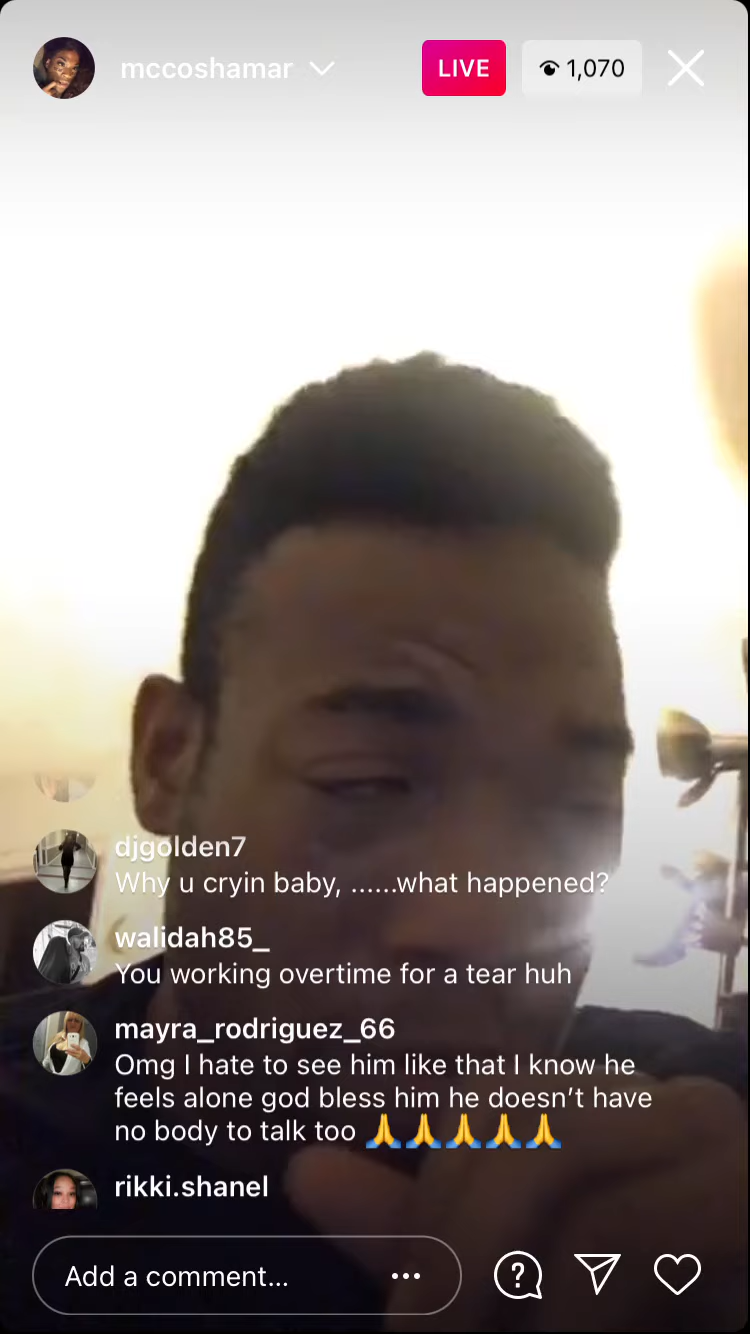 mccoshamar
LIVE
1,070
djgolden7
Why u cryin baby, ......what happened?
walidah85_
You working overtime for a tear huh
mayra_rodriguez_66
Omg I hate to see him like that I know he
feels alone god bless him he doesn’t have
no body to talk too 🙏🙏🙏🙏🙏
rikki.shanel
Add a comment...